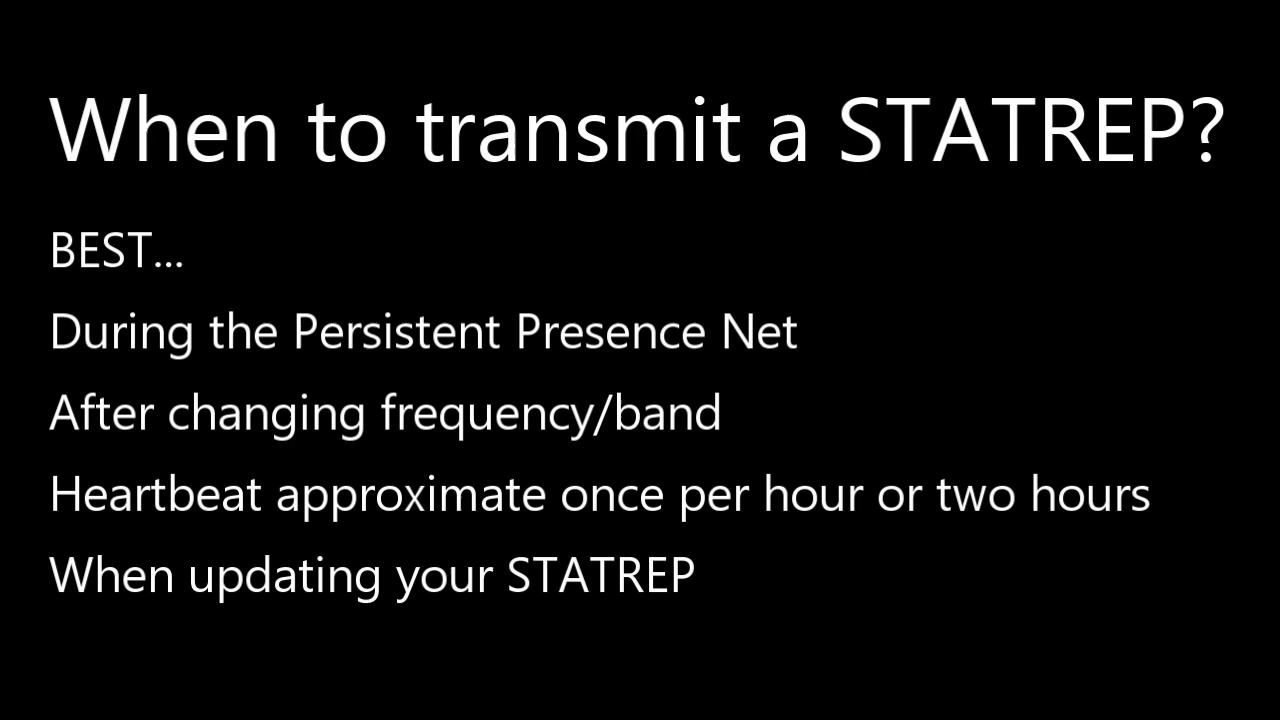 When to transmit a STATREP?
BEST...
During the Persistent Presence Net
After changing frequency/band
Heartbeat approximate once per hour or two hours
When updating your STATREP